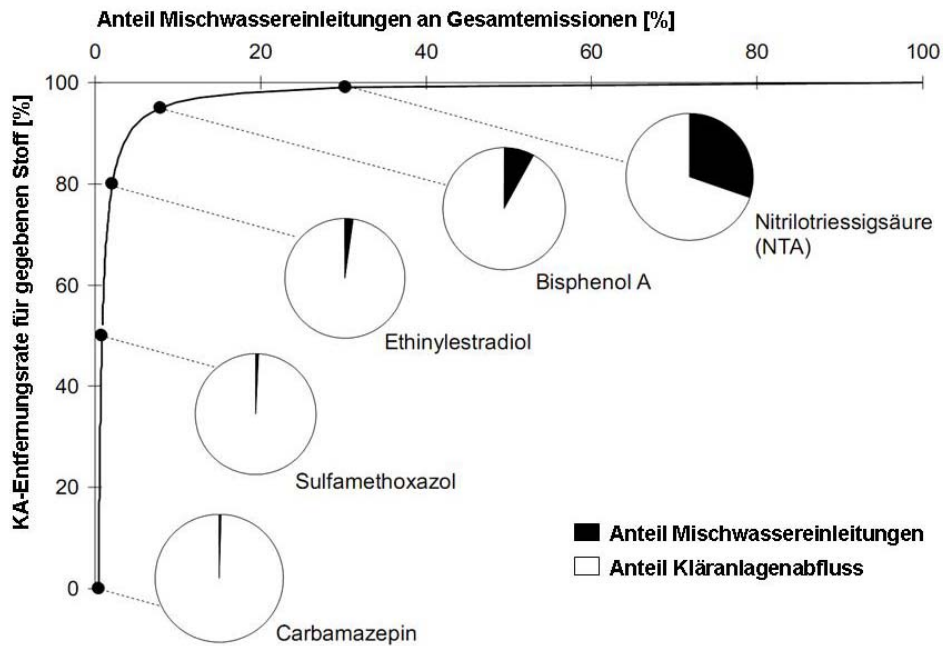 Anteil Mischwassereinleitungen an Gesamtemissionen [%]
0 20 40 60 80 100
100
80
60
40
20
0
KA-Entfernungsrate für gegebenen Stoff [%]
Nitrilotriessigsäure
(NTA)
Bisphenol A
Ethinylestradiol
Sulfamethoxazol
Carbamazepin
Anteil Mischwassereinleitungen
Anteil Kläranlagenabfluss